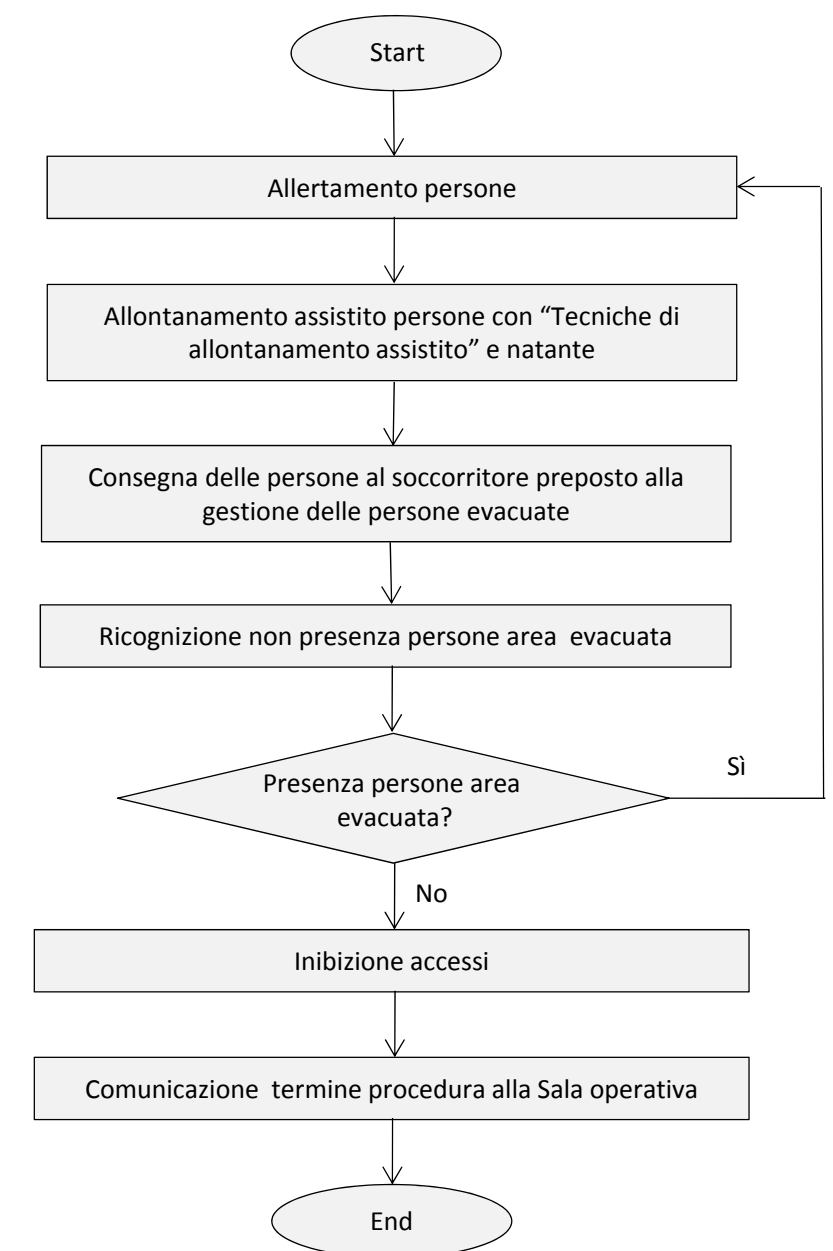 Start
Allertamento persone
Allontanamento assistito persone con “Tecniche di
allontanamento assistito” e natante
Consegna delle persone al soccorritore preposto alla
gestione delle persone evacuate
Ricognizione non presenza persone area  evacuata
Presenza persone area
evacuata?
Sì
No
Inibizione accessi
Comunicazione  termine procedura alla Sala operativa
End